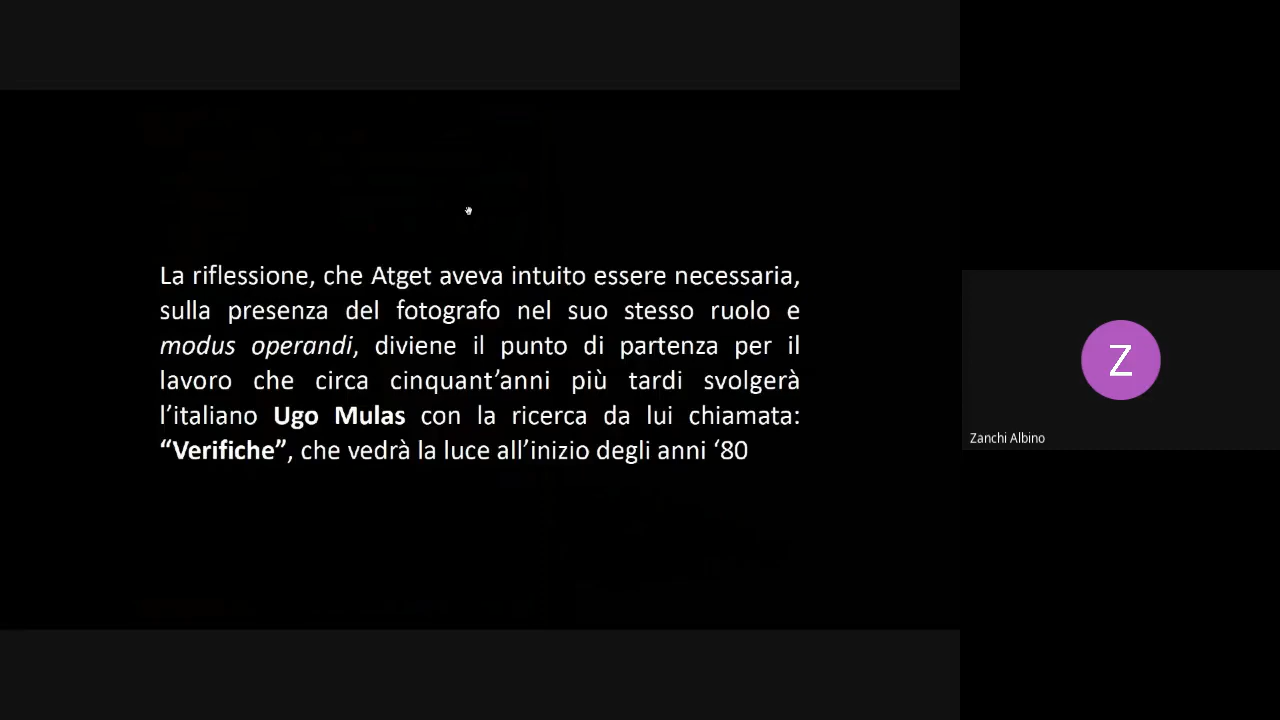 La riflessione, che Atget aveva intuito essere necessaria,
sulla presenza del fotografo nel suo stesso ruolo e
modus operandi, diviene il punto di partenza per il
lavoro che circa cinquant’anni più tardi svolgerà
l’italiano Ugo Mulas con la ricerca da lui chiamata:
“Verifiche”, che vedrà la luce all’inizio degli anni ‘80
Z
Zanchi Albino